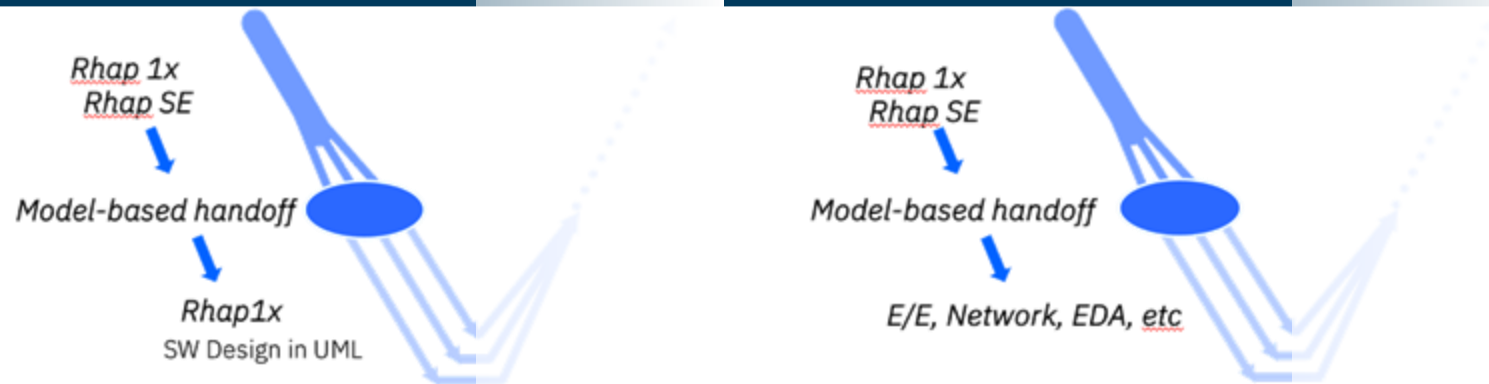 Rhap 1x
Rhap SE
Model-based handoff
Rhap1x
SW Design in UML
Rhap 1x
Rhap SE
Model-based handoff
E/E, Network, EDA, etc